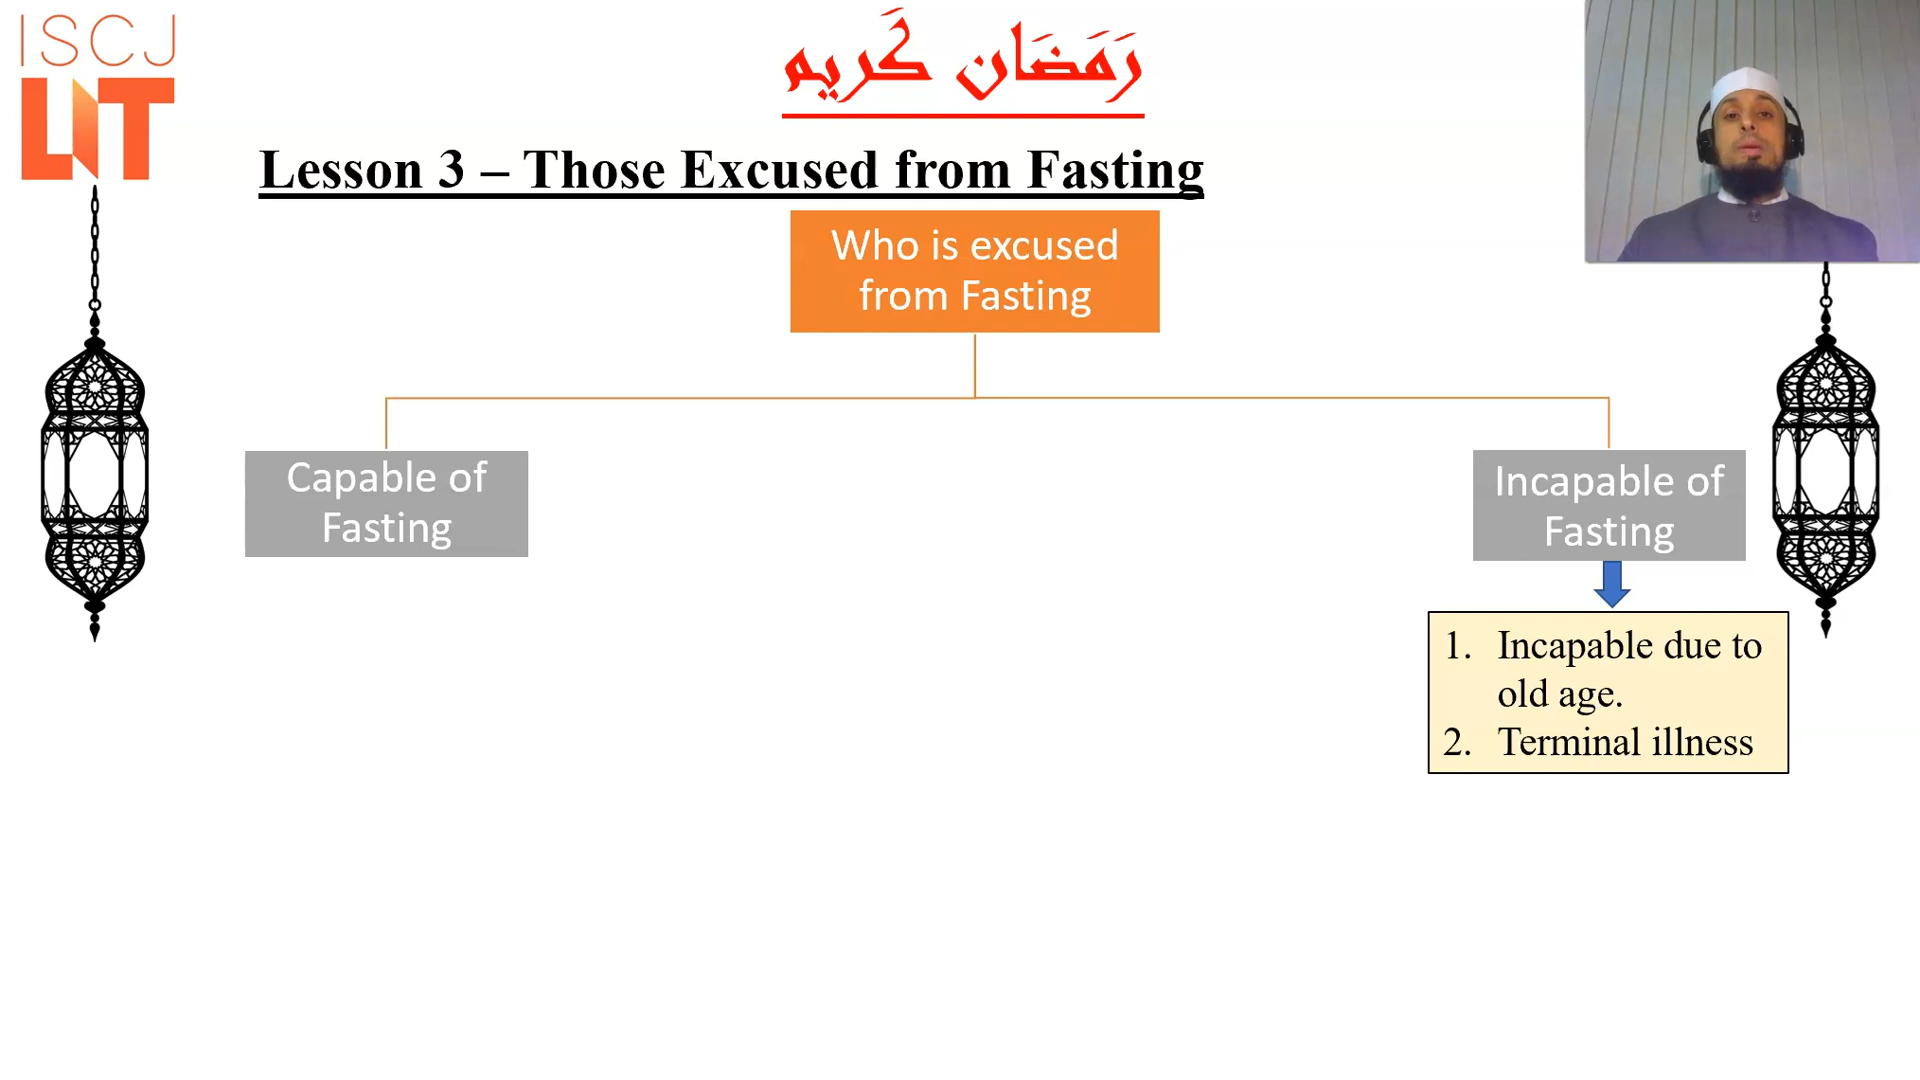 ISCJ
LIT
رَمَضَان كَريم
Lesson 3 – Those Excused from Fasting
Who is excused
from Fasting
Capable of
Fasting
Incapable of
Fasting
1. Incapable due to
old age.
2. Terminal illness